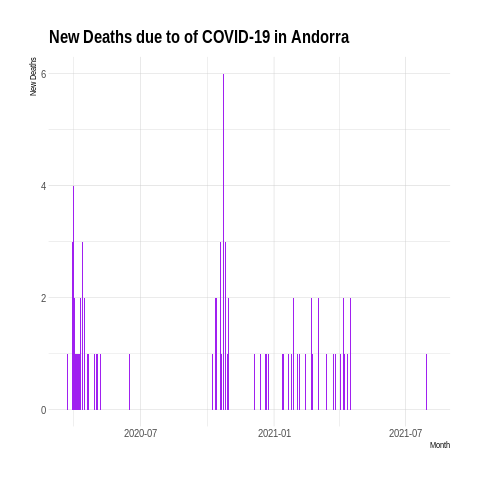 New Deaths due to of COVID-19 in Andorra
New Deaths
6
4
2
0
2020-07
2021-01
2021-07
Month